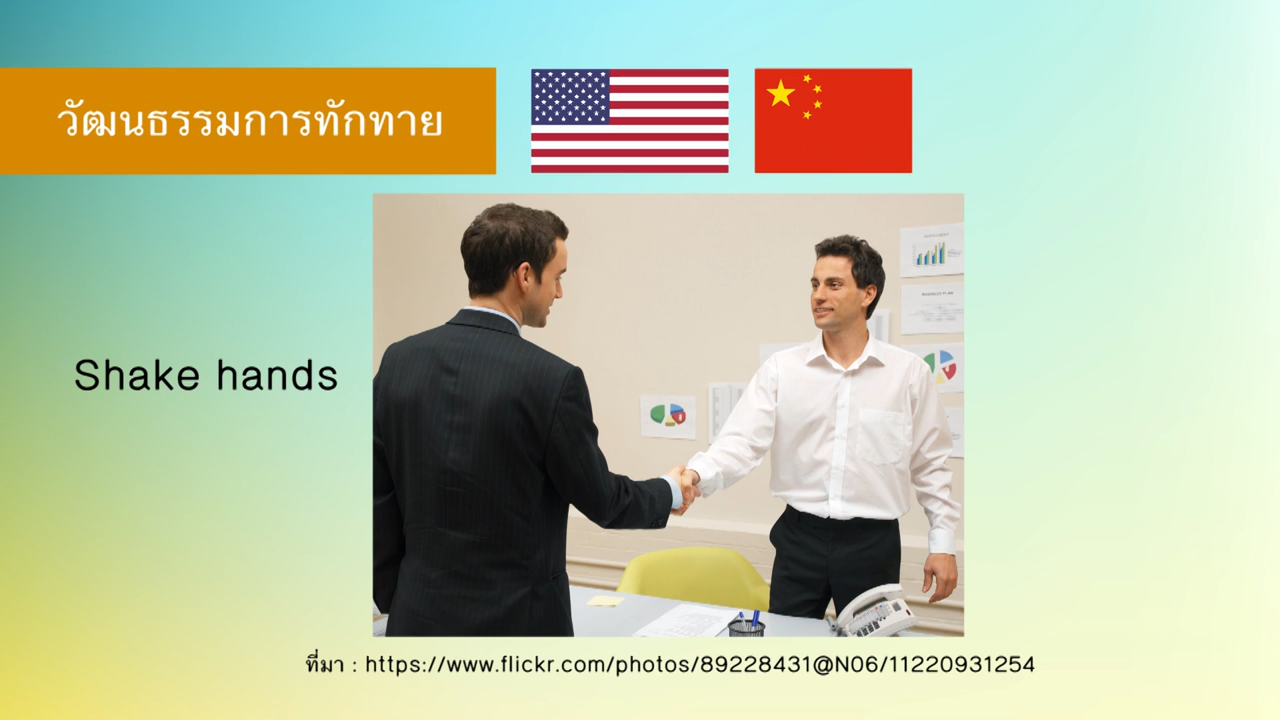 วัฒนธรรมการทักทาย
Shake hands
ที่มา : https://www.flickr.com/photos/89228431@N06/11220931254